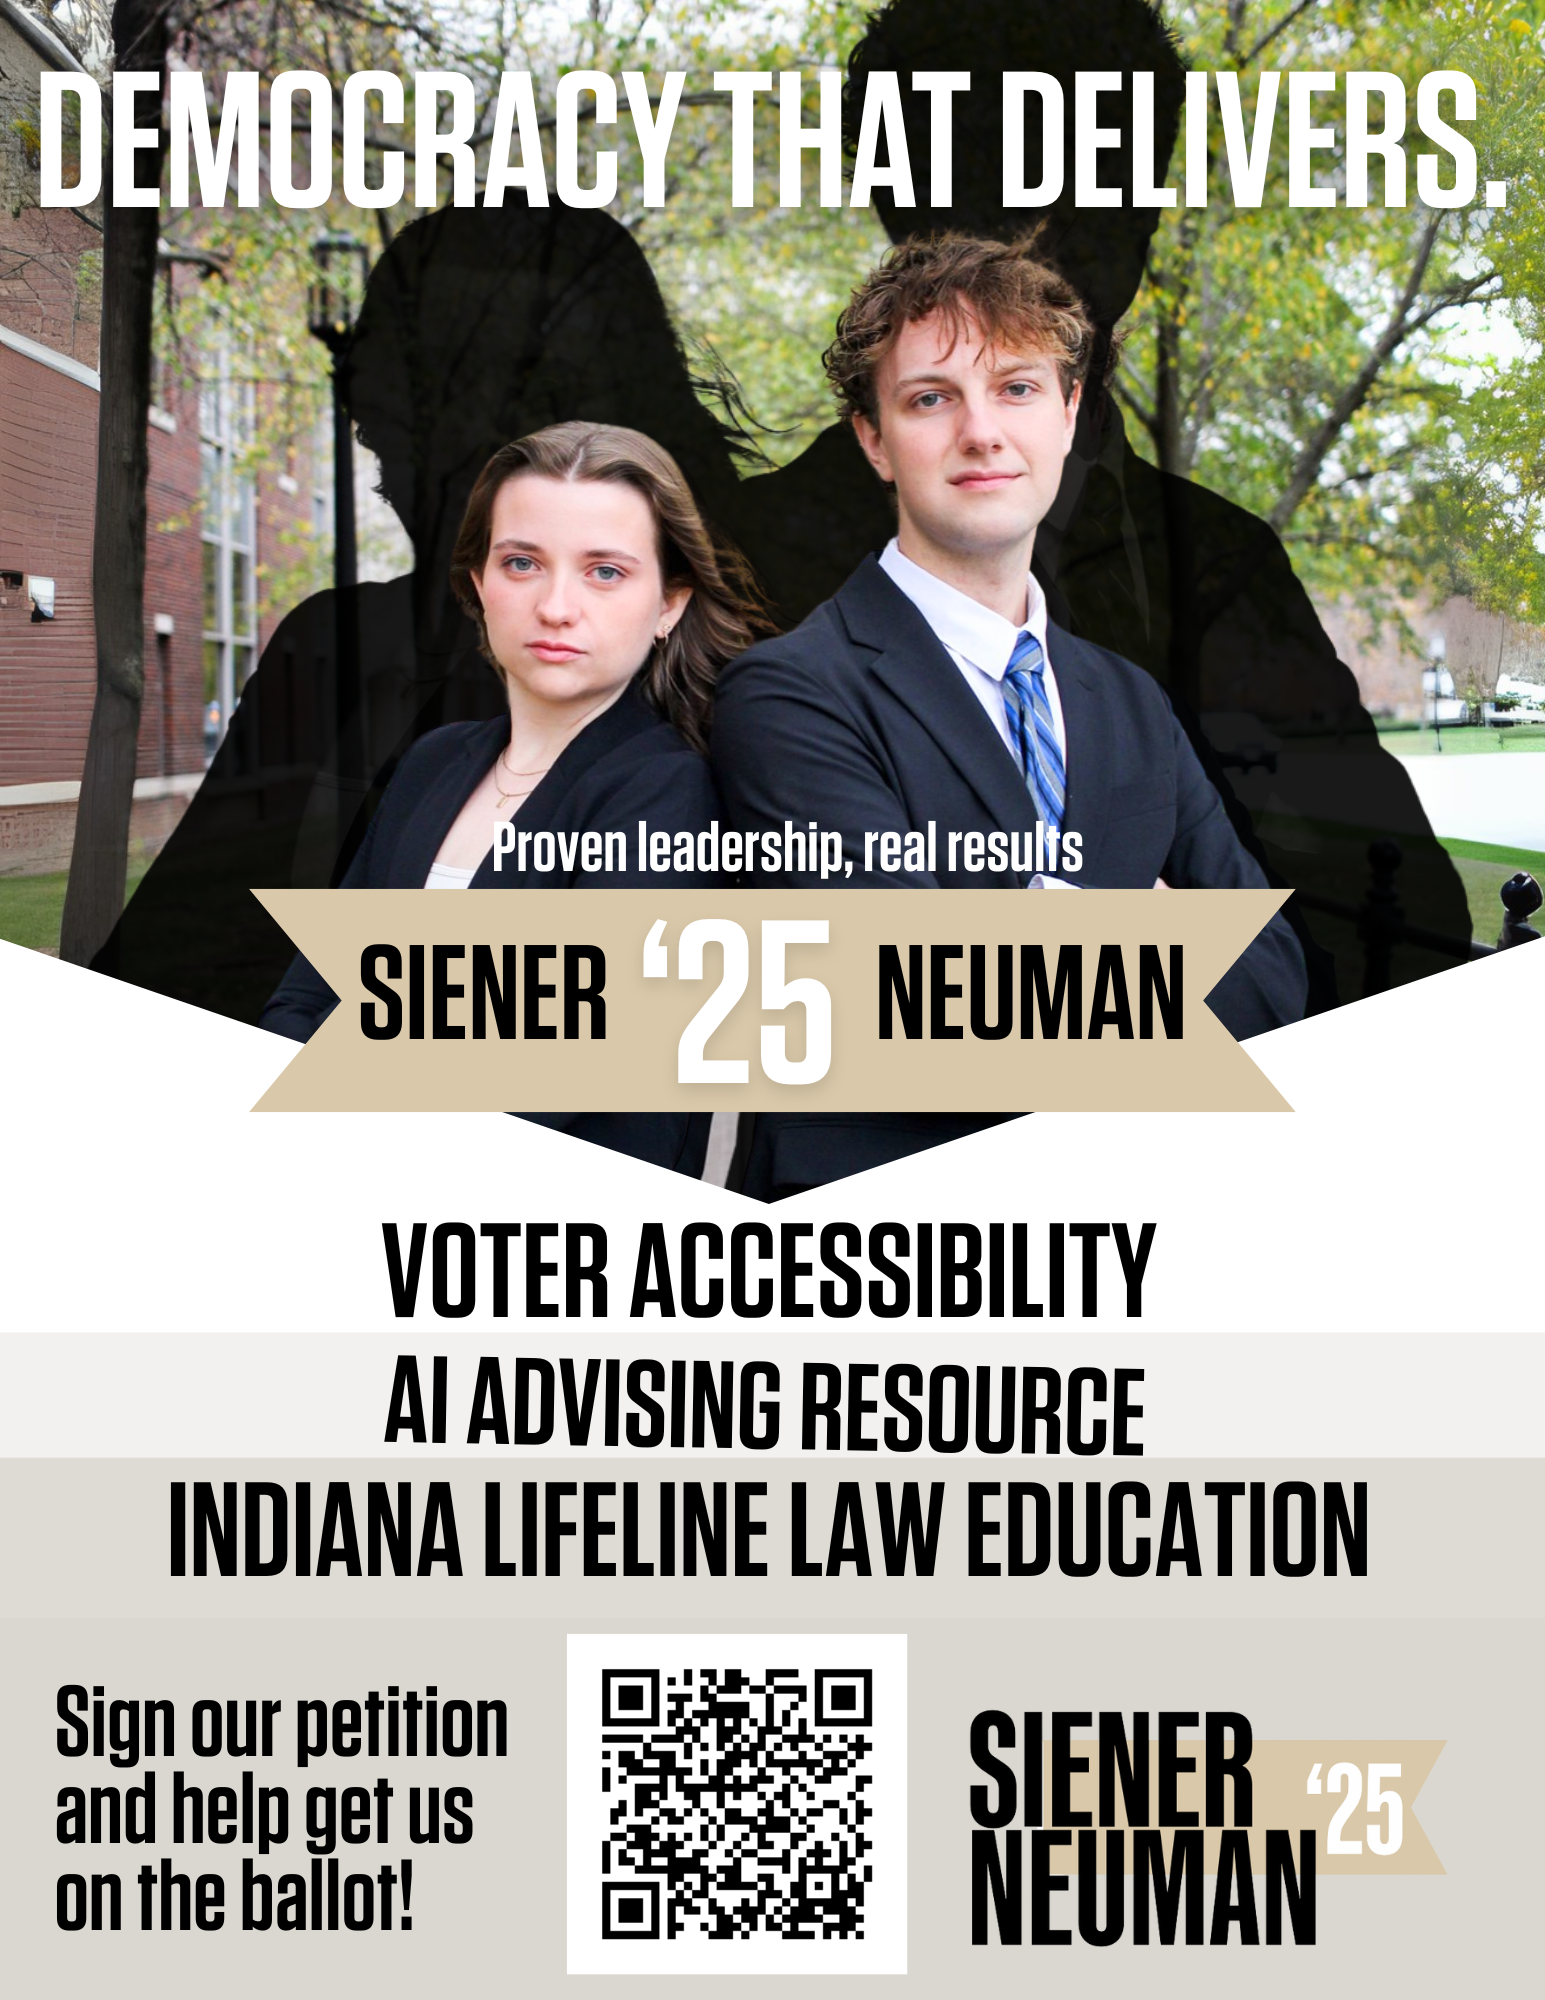 DEMOCRACY THAT DELIVERS.
Proven leadership, real results
SIENER ‘25 NEUMAN
VOTER ACCESSIBILITY
AI ADVISING RESOURCE
INDIANA LIFELINE LAW EDUCATION
Sign our petition
and help get us
on the ballot!
SIENER
NEUMAN
‘25